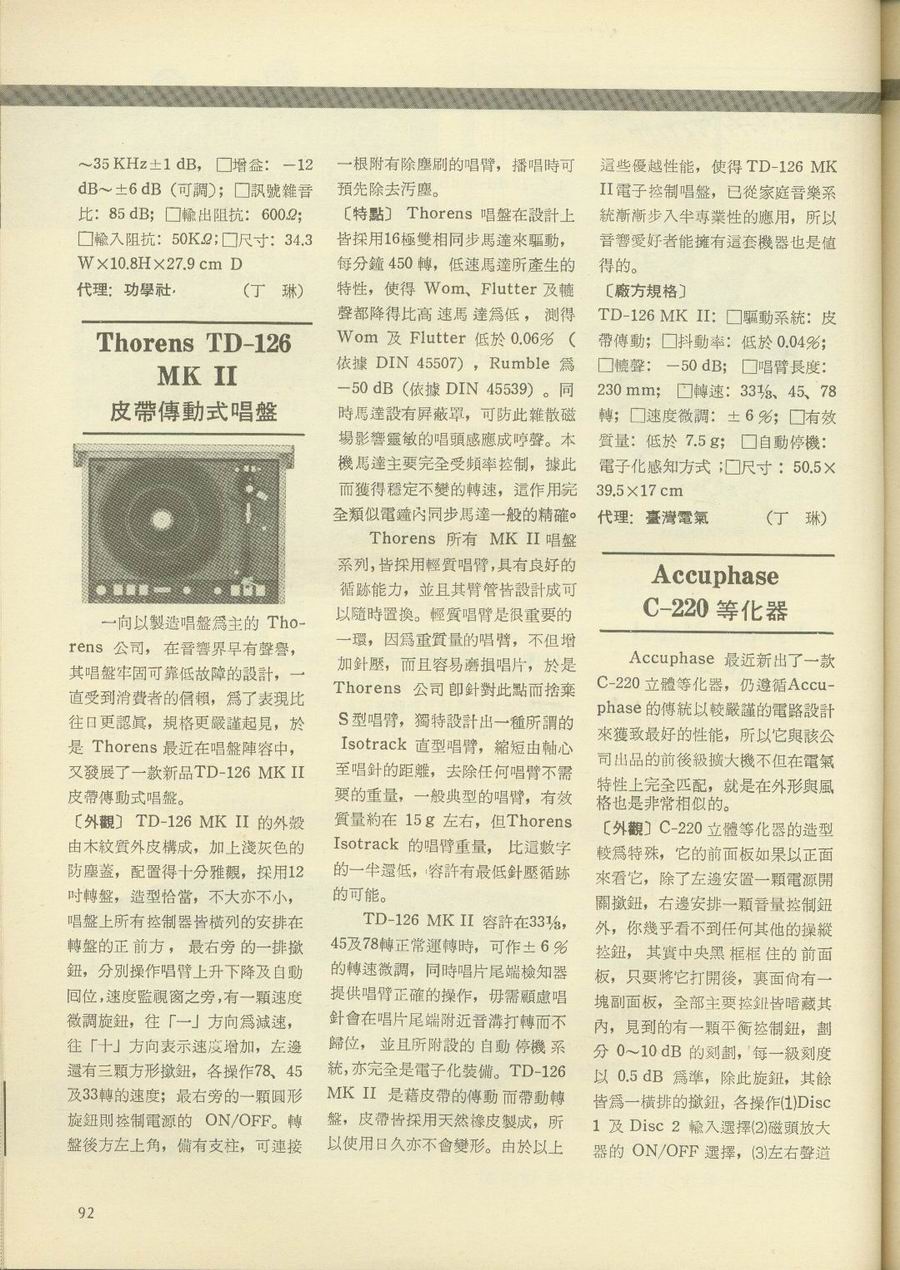 ～35 KHz±1 dB，□增益：－12
dB～±6 dB（可調）；□訊號雜音
比：85 dB；□輸出阻抗：600Ω；
□輸入阻抗：50KΩ；□尺寸：34.3
W×10.8H×27.9 cm D
代理：功學社．　（丁　琳）
Thorens TD-126
MK II
皮帶傳動式唱盤
一向以製造唱盤爲主的 Tho-
rens 公司，在音響界早有聲譽，
其唱盤牢固可靠低故障的設計，一
直受到消費者的信賴，爲了表現比
往日更認眞，規格更嚴謹起見，於
是 Thorens 最近在唱盤陣容中，
又發展了一款新品TD-126 MK II
皮帶傳動式唱盤。
〔外觀〕 TD-126 MK II 的外殼
由木紋質外皮構成，加上淺灰色的
防塵蓋，配置得十分雅觀，採用12
吋轉盤，造型恰當，不大亦不小，
唱盤上所有控制器皆橫列的安排在
轉盤的正前方，最右旁的一排撳
鈕，分別操作唱臂上升下降及自動
回位，速度監視窗之旁，有一顆速度
微調旋鈕，往「一」方向爲減速，
往「十」方向表示速度增加，左邊
還有三顆方形撳鈕，各操作78、45
及33轉的速度；最右旁的一顆圓形
旋鈕則控制電源的 ON/OFF。轉
盤後方左上角，備有支柱，可連接
一根附有除塵刷的唱臂，播唱時可
預先除去汚塵。
〔特點〕 Thorens 唱盤在設計上
皆採用16極雙相同步馬達來驅動，
每分鐘 450 轉，低速馬達所產生的
特性，使得 Wom、Flutter 及轆
聲都降得比高速馬達爲低，測得
Wom 及 Flutter 低於 0.06%（
依據 DIN 45507），Rumble 爲
－50 dB（依據 DIN 45539）。同
時馬達設有屏蔽罩，可防此雜散磁
場影響靈敏的唱頭感應成哼聲。本
機馬達主要完全受頻率控制，據此
而獲得穩定不變的轉速，這作用完
全類似電鐘內同步馬達一般的精確。
Thorens 所有 MK II 唱盤
系列，皆採用輕質唱臂，具有良好的
循跡能力，並且其臂管皆設計成可
以隨時置換。輕質唱臂是很重要的
一環，因爲重質量的唱臂，不但增
加針壓，而且容易磨損唱片，於是
Thorens 公司卽針對此點而捨棄
S型唱臂，獨特設計出一種所謂的
Isotrack 直型唱臂，縮短由軸心
至唱針的距離，去除任何唱臂不需
要的重量，一般典型的唱臂，有效
質量約在 15 g 左右，但Thorens
Isotrack 的唱臂重量，比這數字
的一半還低，容許有最低針壓循跡
的可能。
TD-126 MK II 容許在33⅓，
45及78轉正常運轉時，可作±6%
的轉速微調，同時唱片尾端檢知器
提供唱臂正確的操作，毋需顧慮唱
針會在唱片尾端附近音溝打轉而不
歸位，並且所附設的自動停機系
統，亦完全是電子化裝備。TD-126
MK II 是藉皮帶的傳動而帶動轉
盤，皮帶皆採用天然橡皮製成，所
以使用日久亦不會變形。由於以上
這些優越性能，使得 TD-126 MK
II 電子控制唱盤，已從家庭音樂系
統漸漸步入半專業性的應用，所以
音響愛好者能擁有這套機器也是値
得的。
〔廠方規格〕
TD-126 MK II：□驅動系統：皮
帶傳動；□抖動率：低於 0.04%；
□轆聲：－50 dB；□唱臂長度：
230 mm；□轉速：33⅓、45、78
轉；□速度微調：±6%；□有效
質量：低於 7.5 g；□自動停機：
電子化感知方式；□尺寸：50.5×
39.5×17 cm
代理：臺灣電氣　（丁　琳）
Accuphase
C-220 等化器
Accuphase 最近新出了一款
C-220 立體等化器，仍遵循Accu-
phase 的傳統以較嚴謹的電路設計
來獲致最好的性能，所以它與該公
司出品的前後級擴大機不但在電氣
特性上完全匹配，就是在外形與風
格也是非常相似的。
〔外觀〕C-220 立體等化器的造型
較爲特殊，它的前面板如果以正面
來看它，除了左邊安置一顆電源開
關撳鈕，右邊安排一顆音量控制鈕
外，你幾乎看不到任何其他的操縱
控鈕，其實中央黑框框住的前面
板，只要將它打開後，裏面尙有一
塊副面板，全部主要控鈕皆暗藏其
內，見到的有一顆平衡控制鈕，劃
分 0～10 dB 的刻劃，每一級刻度
以 0.5 dB 爲準，除此旋鈕，其餘
皆爲一橫排的撳鈕，各操作⑴Disc
1 及 Disc 2 輸入選擇⑵磁頭放大
器的 ON/OFF 選擇，⑶左右聲道
92